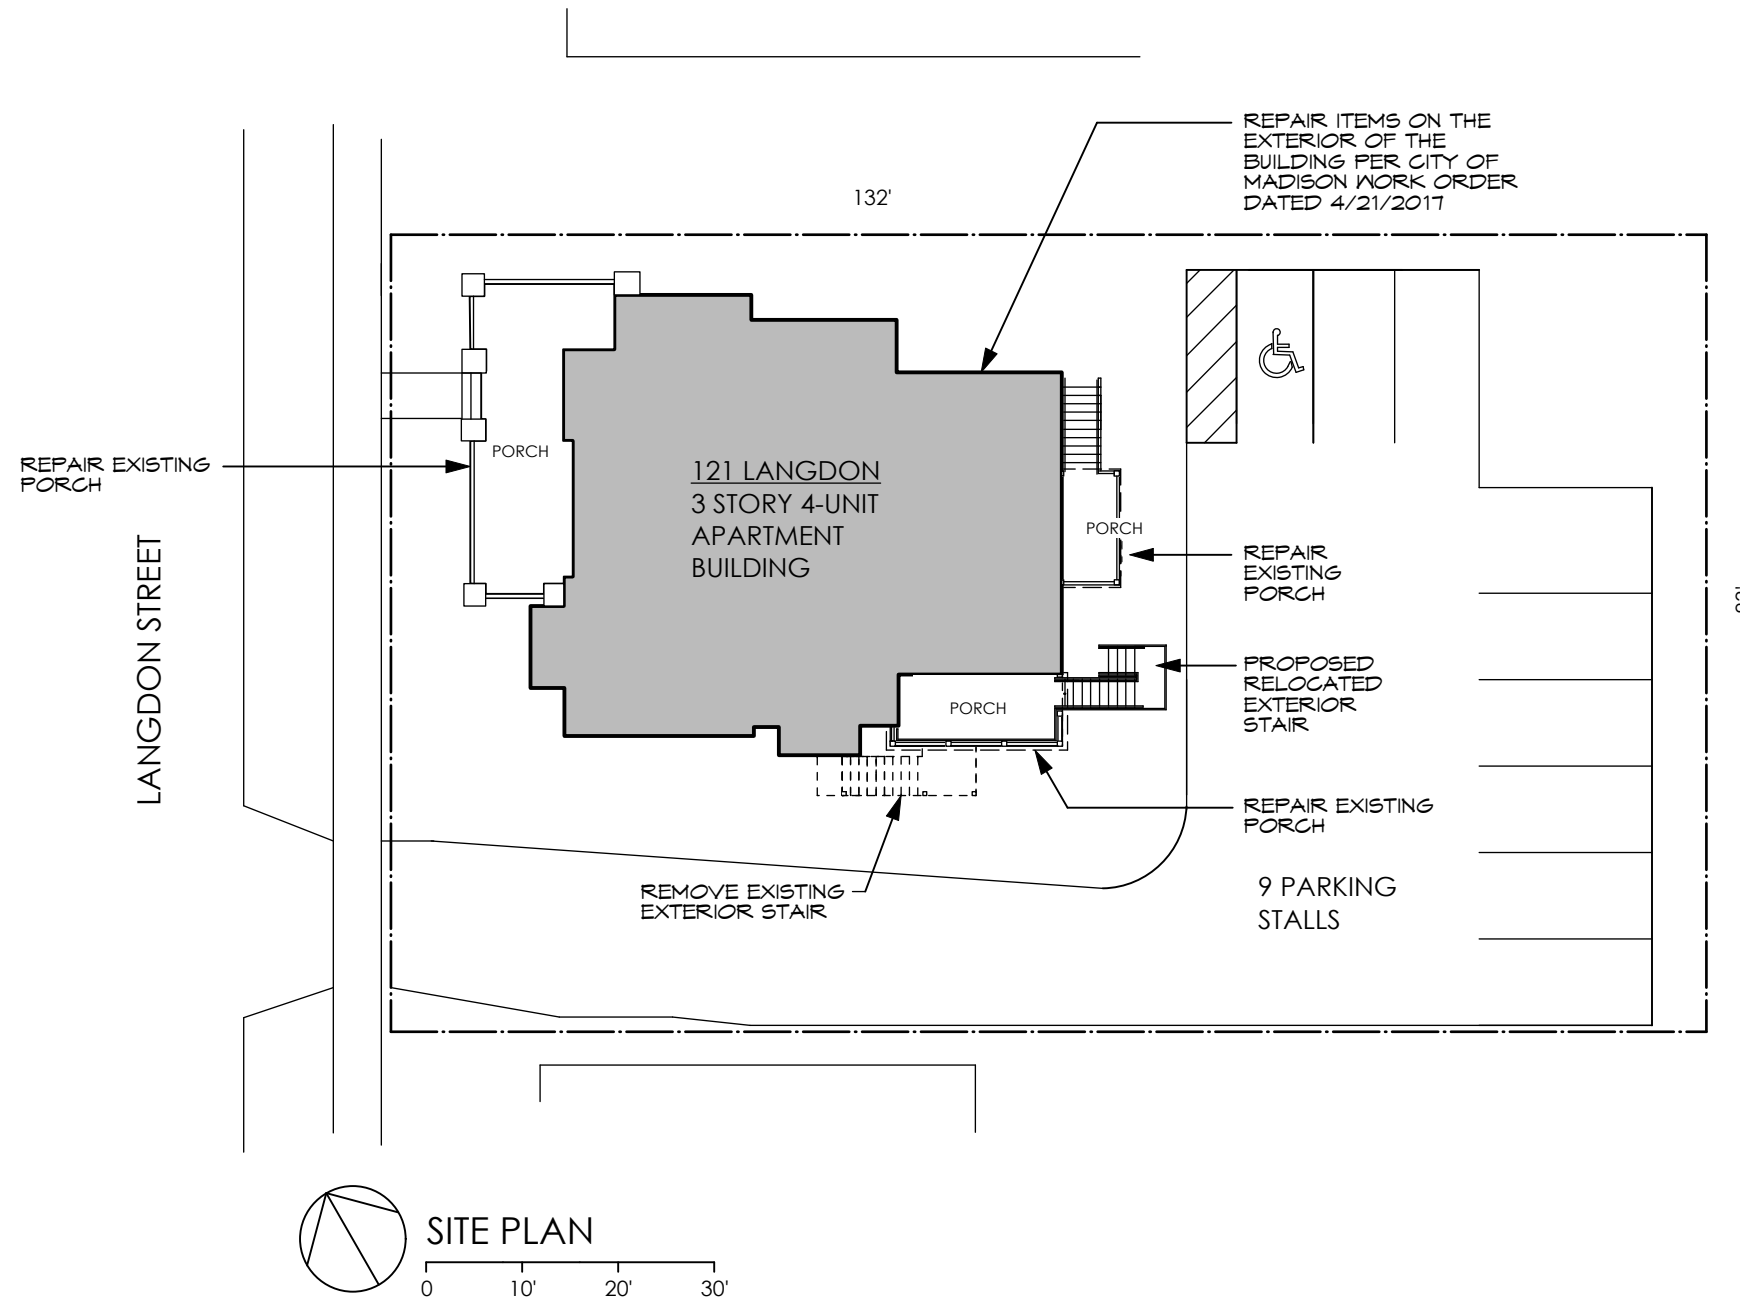 REPAIR ITEMS ON THE
EXTERIOR OF THE
BUILDING PER CITY OF
MADISON WORK ORDER
DATED 4/21/2017
132'
REPAIR EXISTING
PORCH
PORCH
121 LANGDON
3 STORY 4-UNIT
APARTMENT
BUILDING
PORCH
REPAIR
EXISTING
PORCH
LANGDON STREET
PROPOSED
RELOCATED
EXTERIOR
STAIR
PORCH
REPAIR EXISTING
PORCH
REMOVE EXISTING
EXTERIOR STAIR
9 PARKING
STALLS
SITE PLAN
0 10' 20' 30'